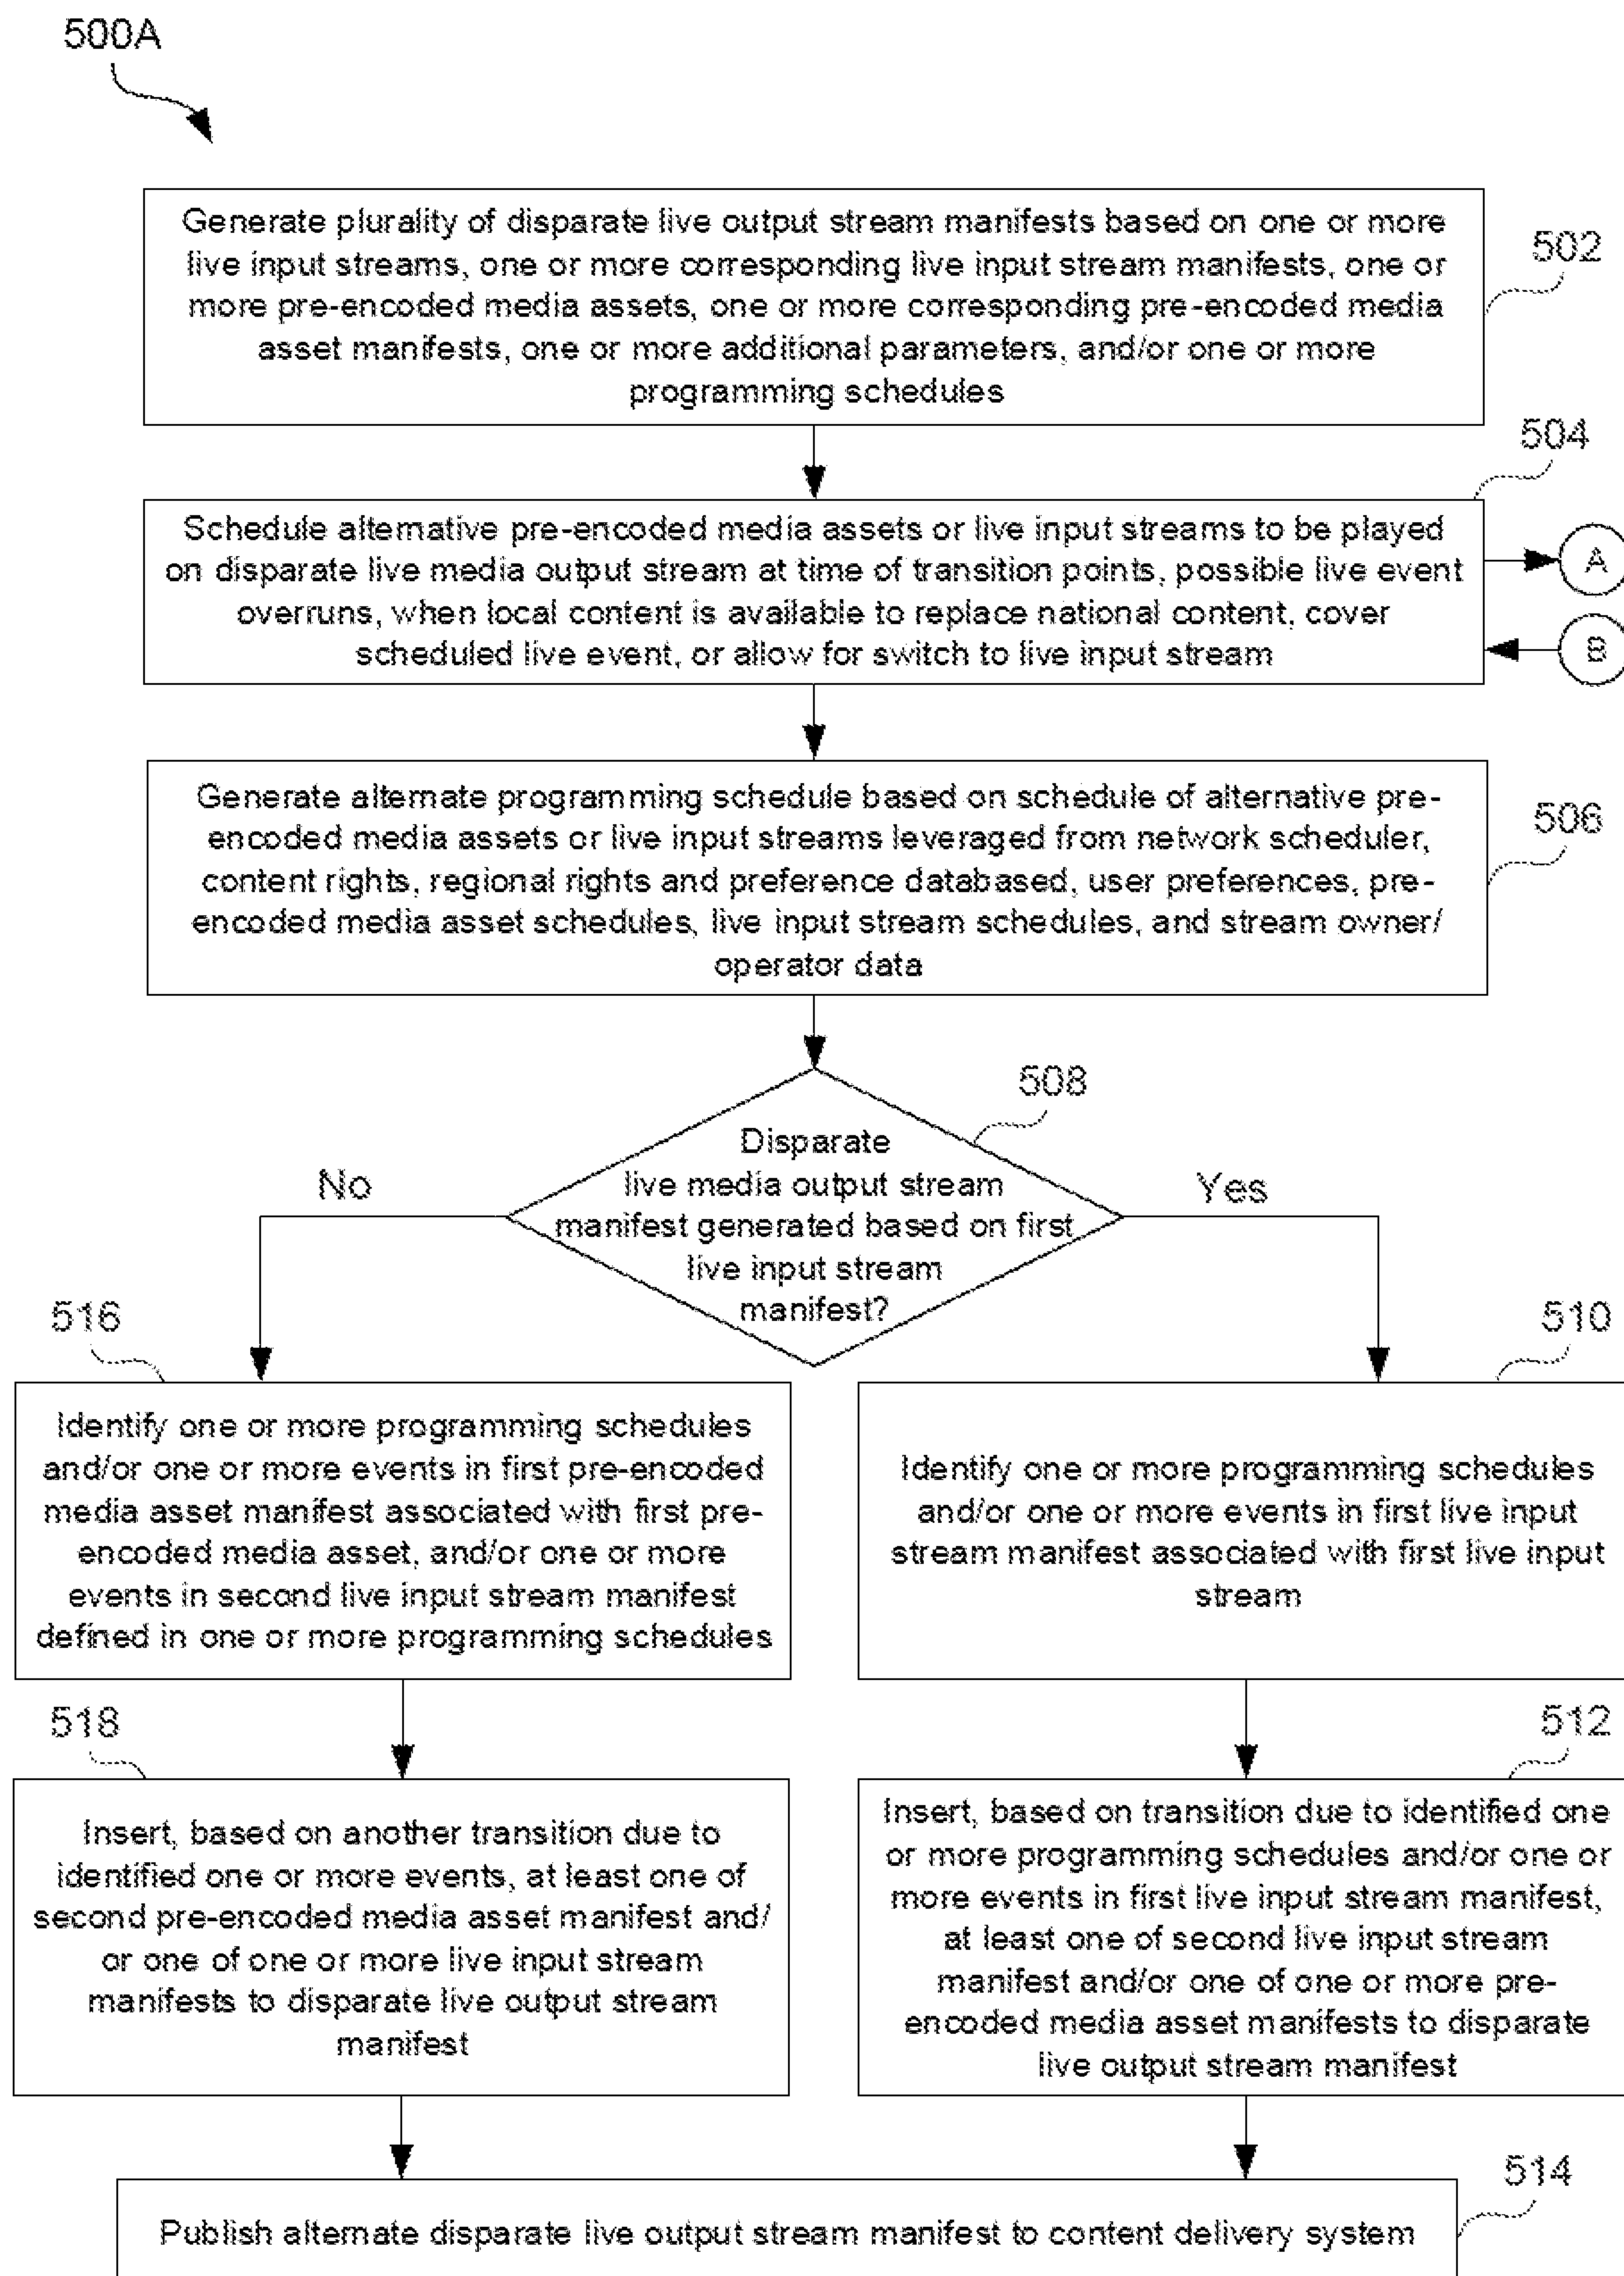 500A
Generate plurality of disparate live output stream manifests based on one or more
live input streams, one or more corresponding live input stream manifests, one or
more pre-encoded media assets, one or more corresponding pre-encoded media
asset manifests, one or more additional parameters, and/or one or more
programming schedules
502
504
Schedule alternative pre-encoded media assets or live input streams to be played
on disparate live media output stream at time of transition points, possible live event
overruns, when local content is available to replace national content, cover
scheduled live event, or allow for switch to live input stream
A
B
Generate alternate programming schedule based on schedule of alternative pre-
encoded media assets or live input streams leveraged from network scheduler,
content rights, regional rights and preference databased, user preferences, pre-
encoded media asset schedules, live input stream schedules, and stream owner/
operator data
506
508
Disparate
live media output stream
manifest generated based on first
live input stream
manifest?
No
Yes
516
Identify one or more programming schedules
and/or one or more events in first pre-encoded
media asset manifest associated with first pre-
encoded media asset, and/or one or more
events in second live input stream manifest
defined in one or more programming schedules
510
Identify one or more programming schedules
and/or one or more events in first live input
stream manifest associated with first live input
stream
518
Insert, based on another transition due to
identified one or more events, at least one of
second pre-encoded media asset manifest and/
or one of one or more live input stream
manifests to disparate live output stream
manifest
512
Insert, based on transition due to identified one
or more programming schedules and/or one or
more events in first live input stream manifest,
at least one of second live input stream
manifest and/or one of one or more pre-
encoded media asset manifests to disparate
live output stream manifest
514
Publish alternate disparate live output stream manifest to content delivery system